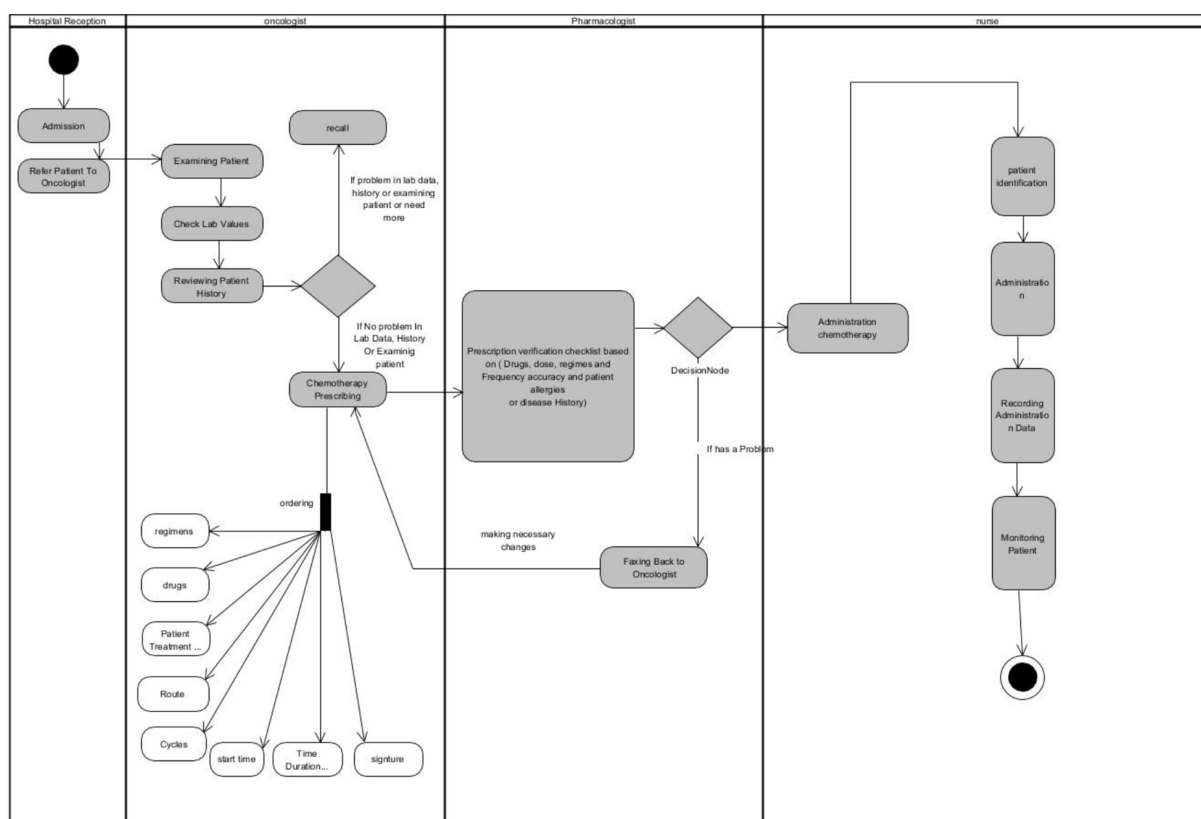 Hospital Reception
oncologist
Pharmacologist
nurse
Admission
Refer Patient To
Oncologist
Examining Patient
Check Lab Values
Reviewing Patient
History
recall
If problem in lab data,
history or examining
patient or need
more
If No problem In
Lab Data, History
Or Examinig
patient
Chemotherapy
Prescribing
ordering
regimens
drugs
Patient
Treatment ...
Route
Cycles
start time
Time
Duration...
signture
Prescription verification checklist based
on ( Drugs, dose, regimes and
Frequency accuracy and patient
allergies
or disease History)
DecisionNode
If has a Problem
making necessary
changes
Faxing Back to
Oncologist
Administration
chemotherapy
patient
identification
Administratio
n
Recording
Administratio
n Data
Monitoring
Patient